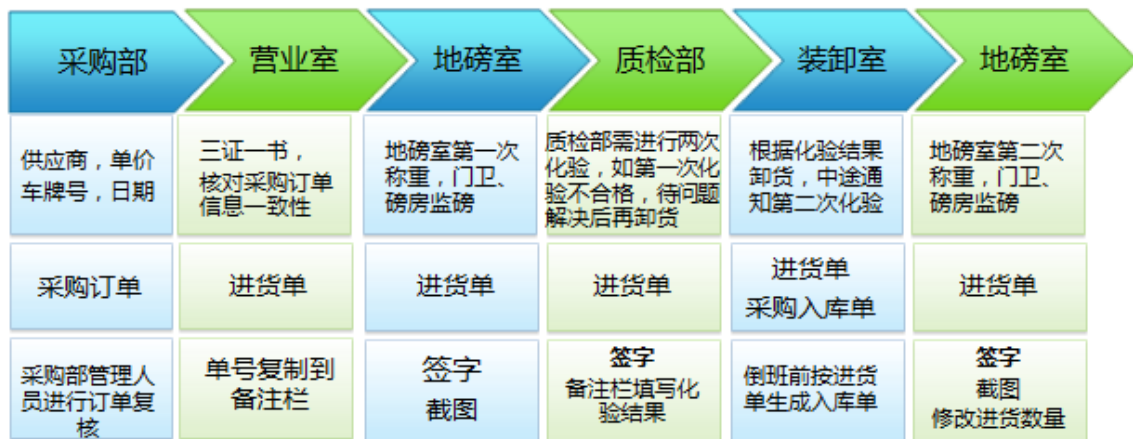 采购部
营业室
地磅室
质检部
装卸室
地磅室
供应商，单价
车牌号，日期
三证一书，
核对采购订单
信息一致性
地磅室第一次
称重，门卫、
磅房监磅
质检部需进行两次
化验，如第一次化
验不合格，待问题
解决后再卸货
根据化验结果
卸货，中途通
知第二次化验
地磅室第二次
称重，门卫、
磅房监磅
采购订单
进货单
进货单
进货单
进货单
采购入库单
进货单
采购部管理人
员进行订单复
核
单号复制到
备注栏
签字
截图
签字
备注栏填写化
验结果
倒班前按进货
单生成入库单
签字
截图
修改进货数量